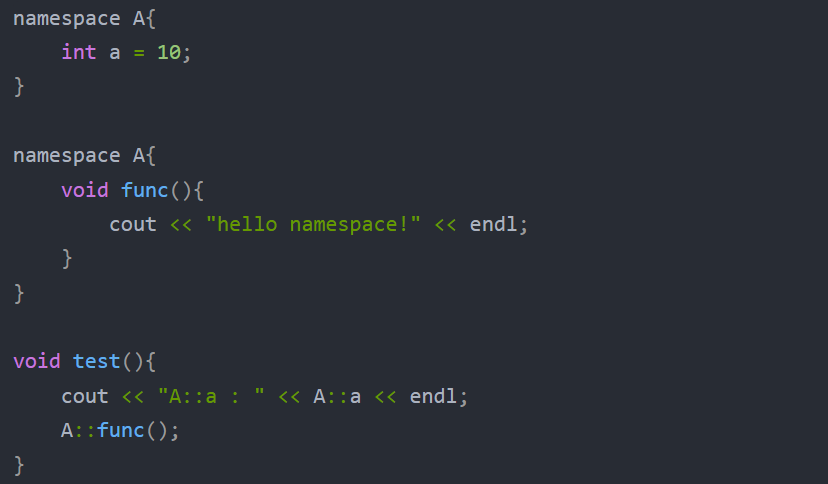 namespace A{
    int a = 10;
}

namespace A{
    void func(){
        cout << "hello namespace!" << endl;
    }
}

void test(){
    cout << "A::a : " << A::a << endl;
    A::func();
}